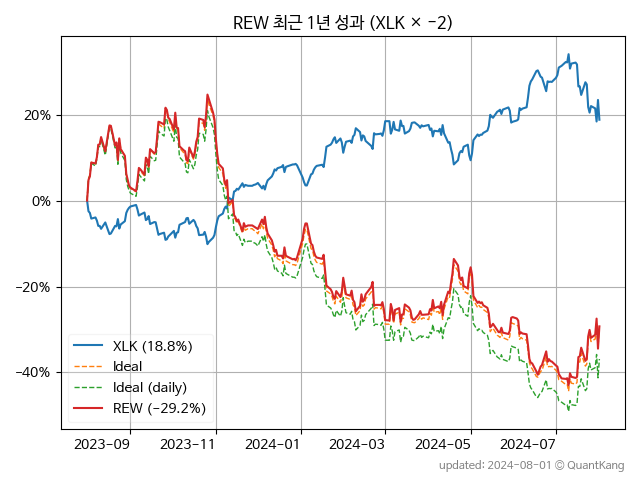 REW 최근 1년 성과 (XLK × −2)
20%
0%
−20%
−40%
XLK (18.8%)
Ideal
Ideal (daily)
REW (−29.2%)
2023−09
2023−11
2024−01
2024−03
2024−05
2024−07
updated: 2024−08−01 © QuantKang